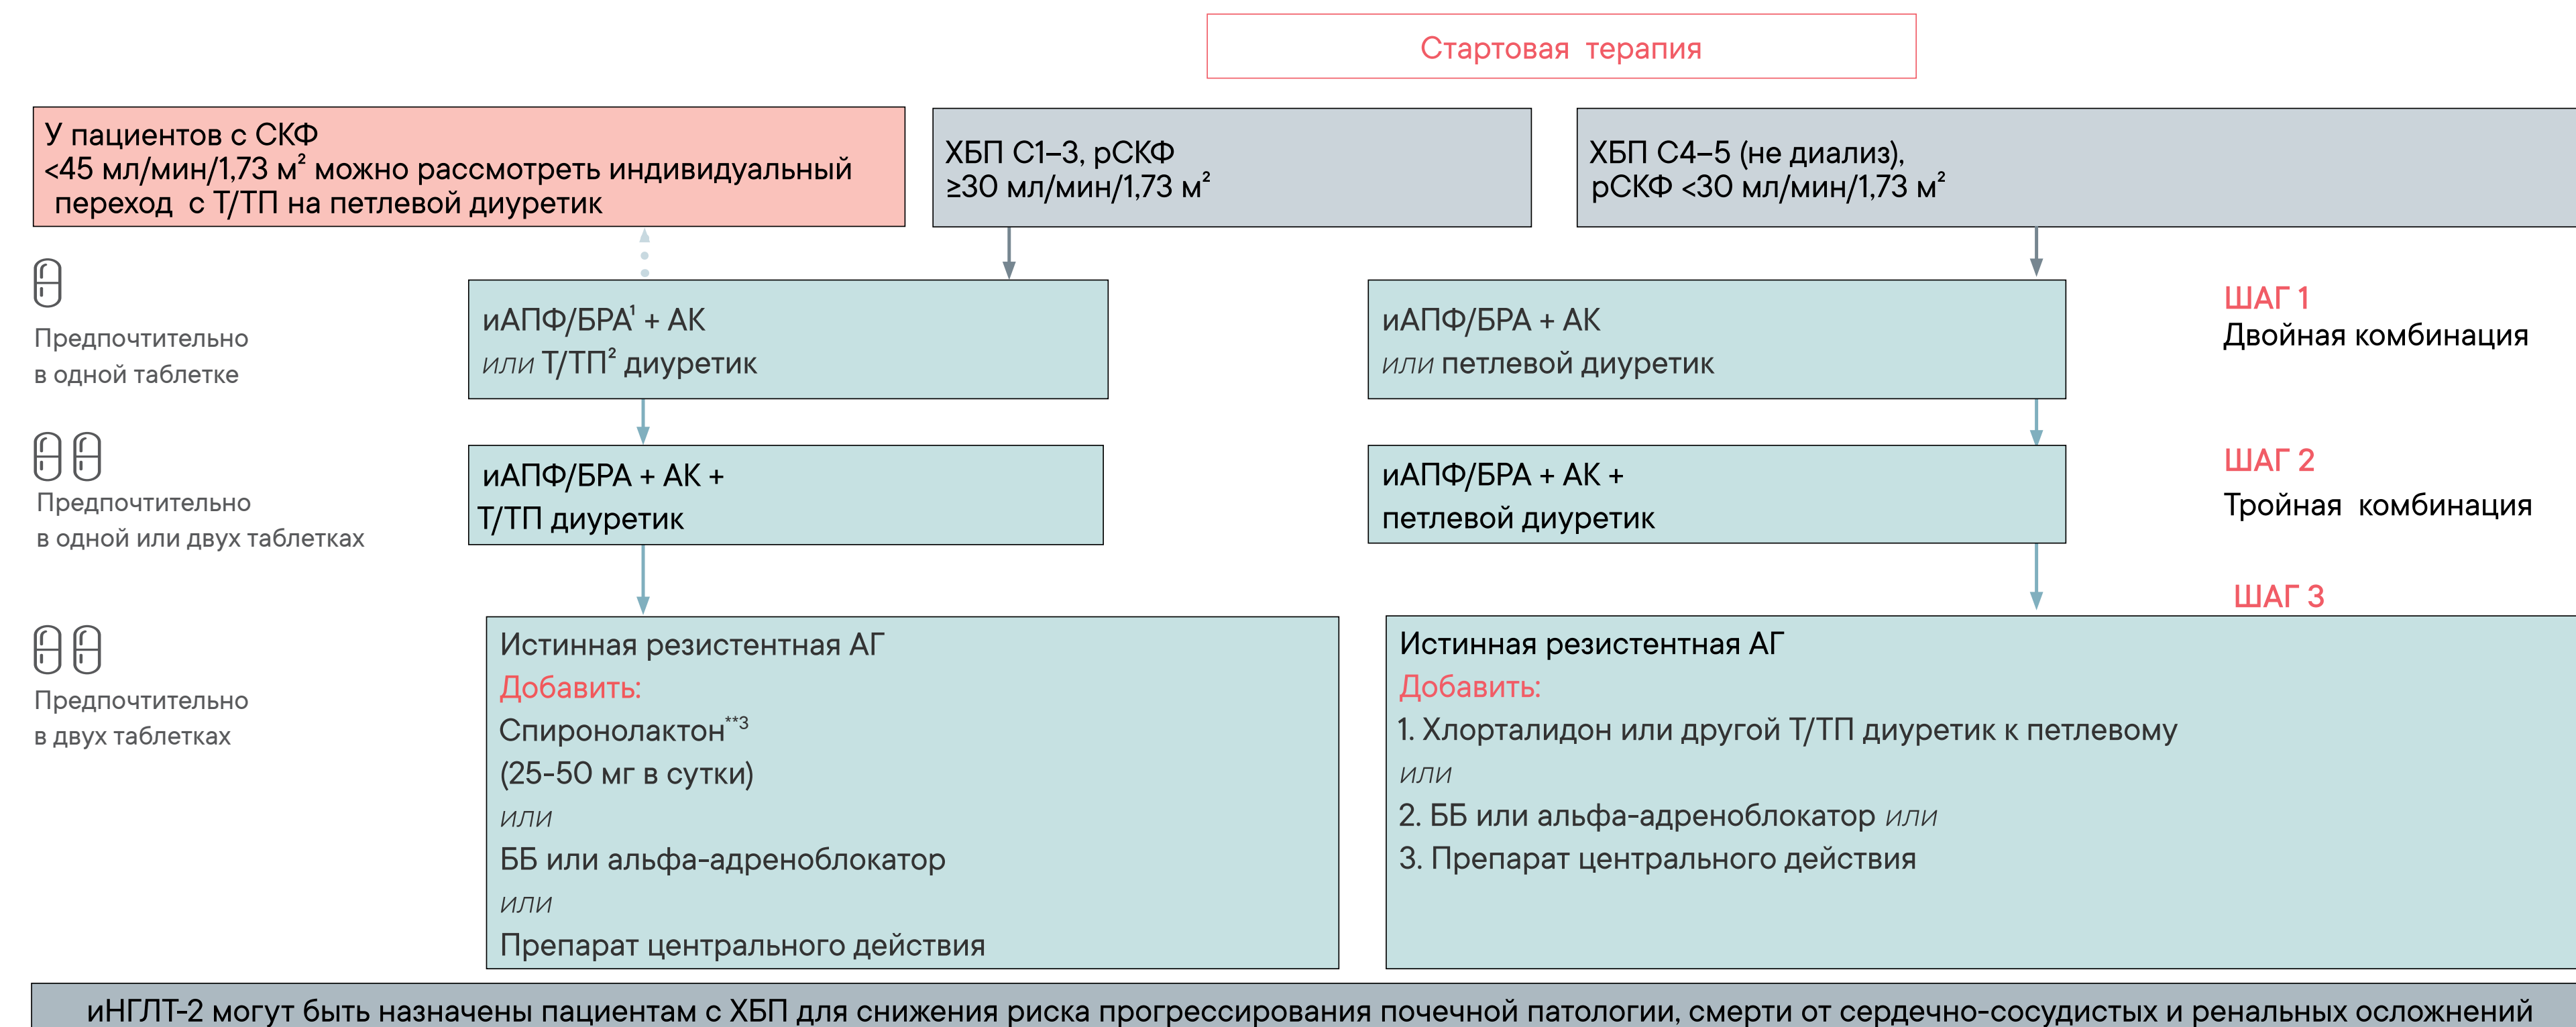 Стартовая терапия
У пациентов с СКФ
<45 мл/мин/1,73 м² можно рассмотреть индивидуальный
переход с Т/ТП на петлевой диуретик
ХБП С1–3, рСКФ
≥30 мл/мин/1,73 м²
ХБП С4–5 (не диализ),
рСКФ <30 мл/мин/1,73 м²
Предпочтительно
в одной таблетке
иАПФ/БРА¹ + АК
или Т/ТП² диуретик
иАПФ/БРА + АК
или петлевой диуретик
ШАГ 1
Двойная комбинация
Предпочтительно
в одной или двух таблетках
иАПФ/БРА + АК +
Т/ТП диуретик
иАПФ/БРА + АК +
петлевой диуретик
ШАГ 2
Тройная комбинация
ШАГ 3
Предпочтительно
в двух таблетках
Истинная резистентная АГ
Добавить:
Спиронолактон**³
(25-50 мг в сутки)
или
ББ или альфа-адреноблокатор
или
Препарат центрального действия
Истинная резистентная АГ
Добавить:
1. Хлорталидон или другой Т/ТП диуретик к петлевому
или
2. ББ или альфа-адреноблокатор или
3. Препарат центрального действия
иНГЛТ-2 могут быть назначены пациентам с ХБП для снижения риска прогрессирования почечной патологии, смерти от сердечно-сосудистых и ренальных осложнений